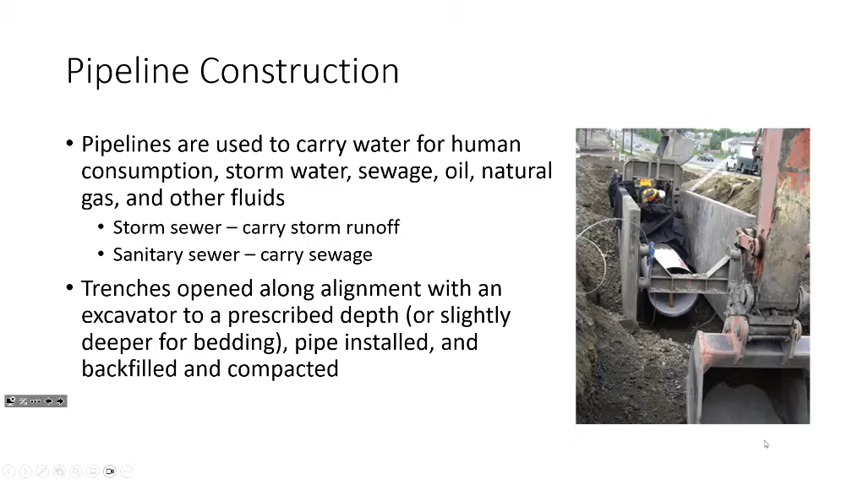 Pipeline Construction
• Pipelines are used to carry water for human
consumption, storm water, sewage, oil, natural
gas, and other fluids
• Storm sewer – carry storm runoff
• Sanitary sewer – carry sewage
• Trenches opened along alignment with an
excavator to a prescribed depth (or slightly
deeper for bedding), pipe installed, and
backfilled and compacted